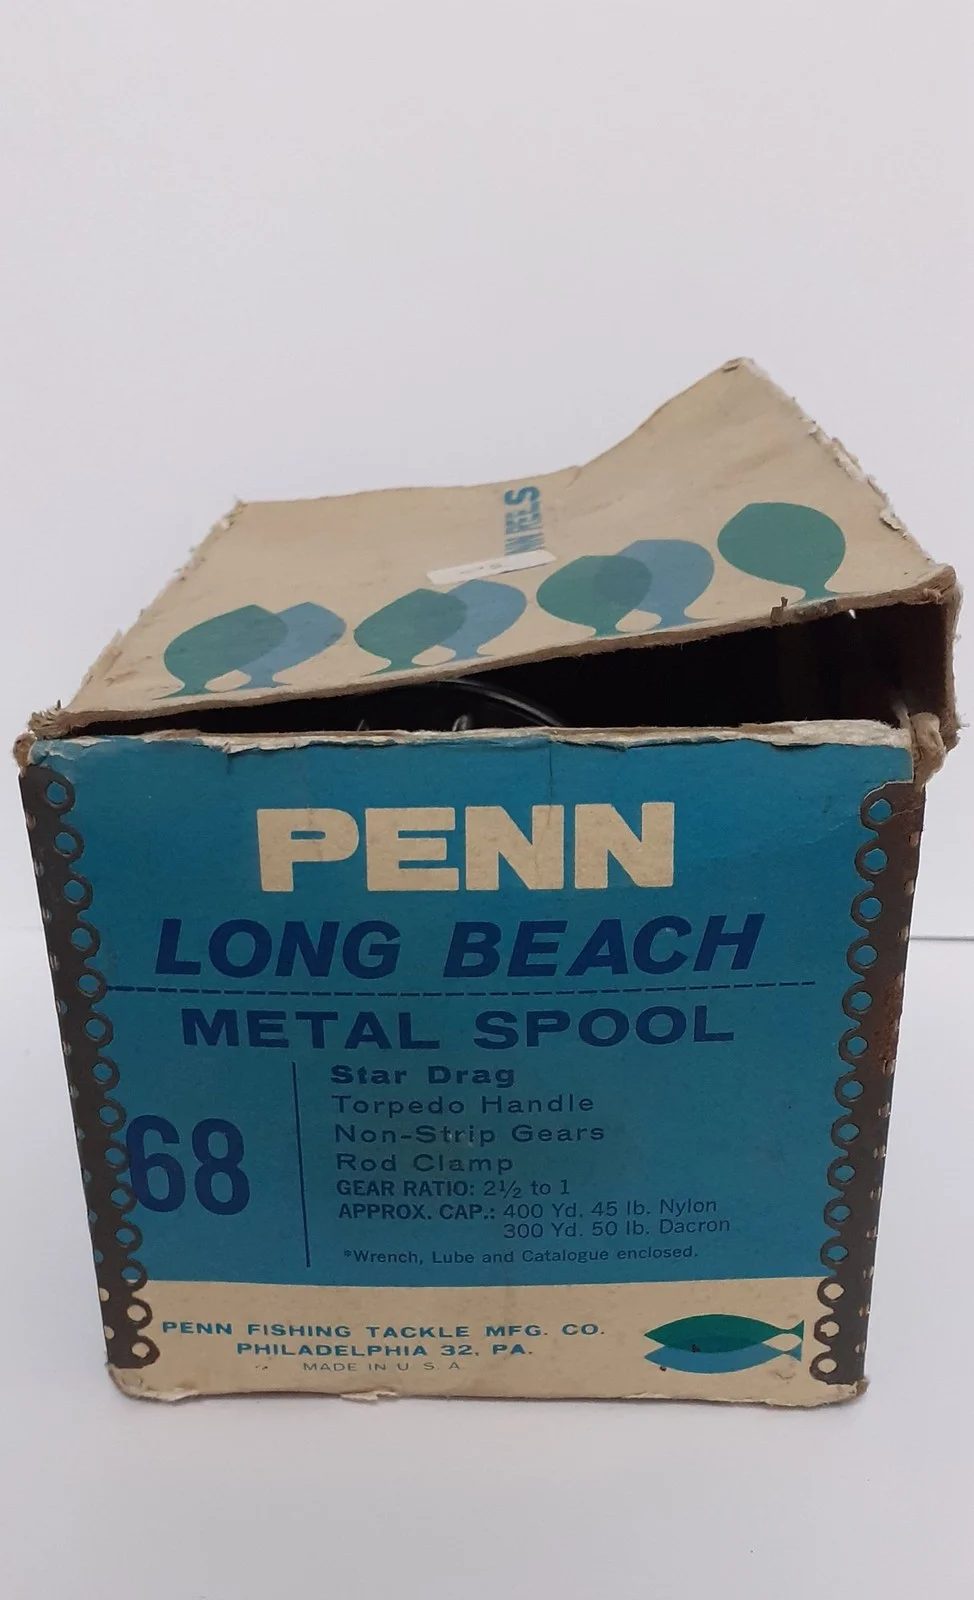 REELS
PENN
LONG BEACH
METAL SPOOL
68
Star Drag
Torpedo Handle
Non-Strip Gears
Rod Clamp
GEAR RATIO: 2½ to 1
APPROX. CAP.: 400 Yd. 45 lb. Nylon
300 Yd. 50 lb. Dacron
*Wrench, Lube and Catalogue enclosed.
PENN FISHING TACKLE MFG. CO.
PHILADELPHIA 32, PA.
MADE IN U S A